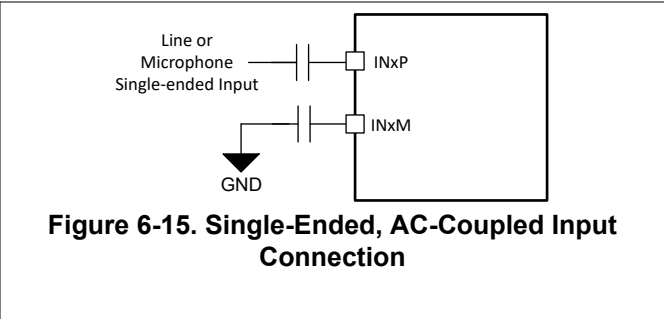 Line or
Microphone
Single-ended Input
INxP
INxM
GND
Figure 6-15. Single-Ended, AC-Coupled Input
Connection